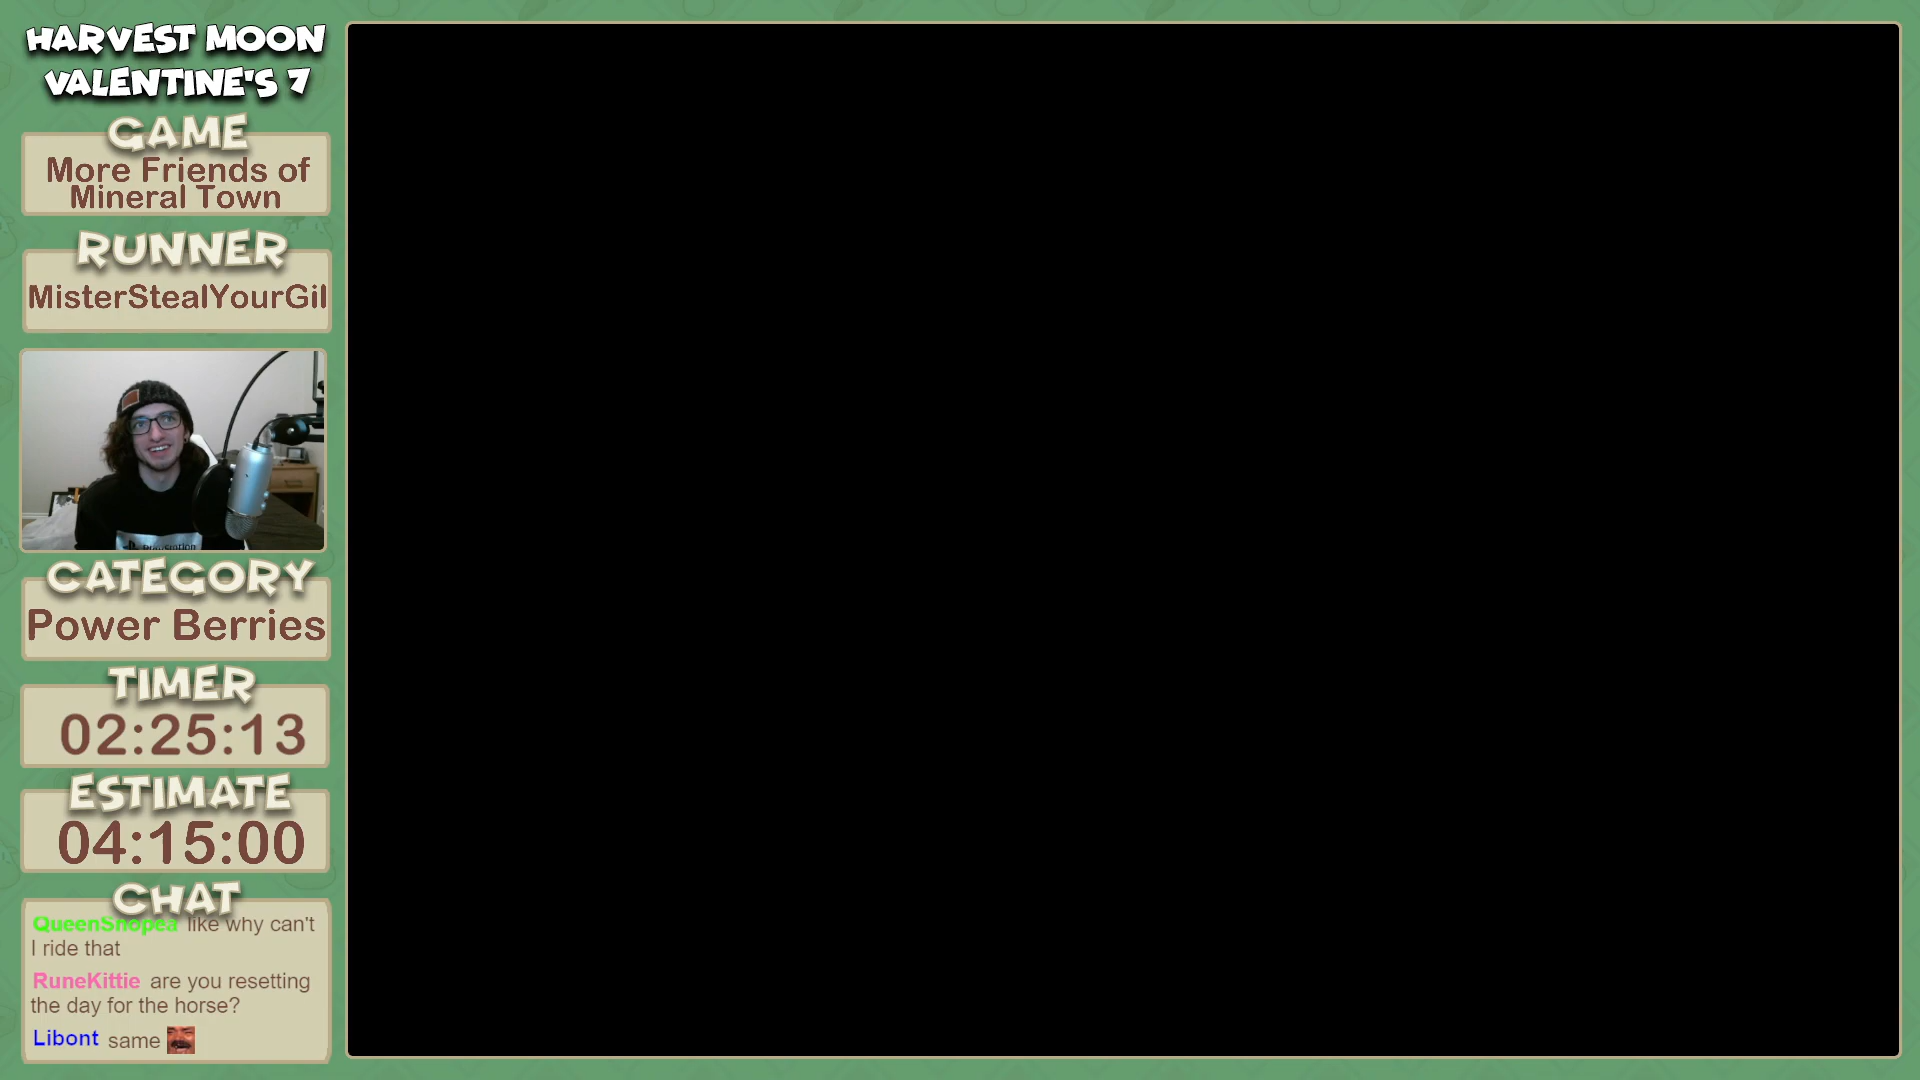 HARVEST MOON
VALENTINE'S 7
GAME
More Friends of
Mineral Town
RUNNER
MisterStealYourGil
PlayStation
CATEGORY
Power Berries
TIMER
02:25:13
ESTIMATE
04:15:00
CHAT
QueenSnopea like why can't
I ride that
RuneKittie are you resetting
the day for the horse?
Libont same